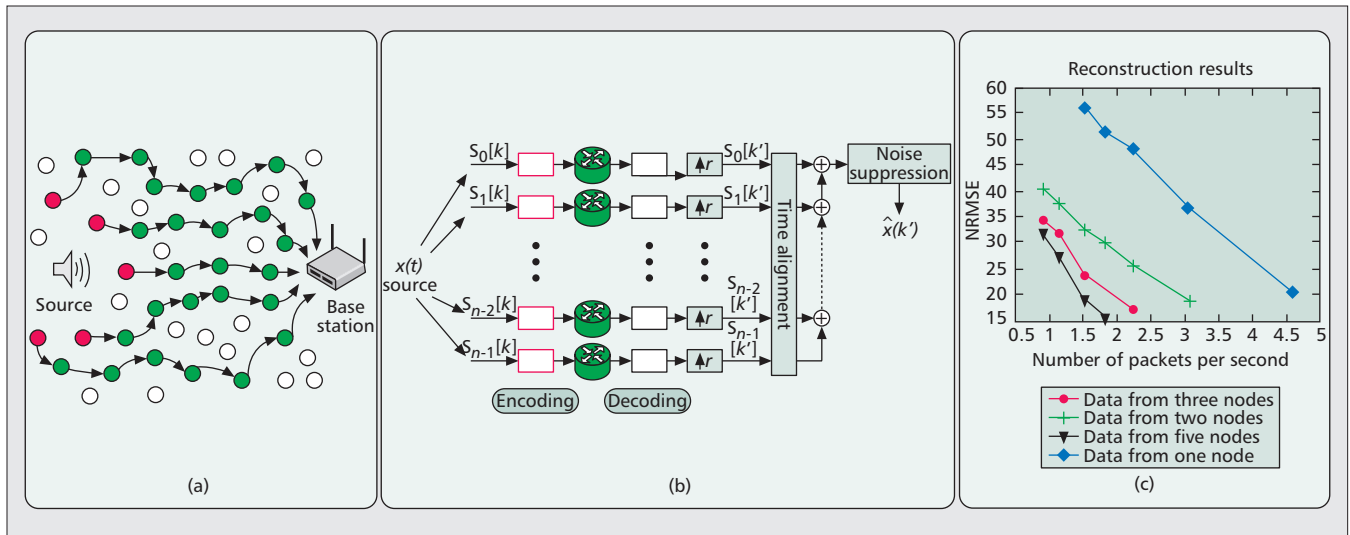 Source
Base
station
(a)
x(t)
source
S0[k]
S1[k]
Sn-2[k]
Sn-1[k]
r
r
r
r
S0[k']
S1[k']
Sn-2
[k']
Sn-1
[k']
Time alignment
Noise
suppression
x̂(k')
Encoding
Decoding
(b)
Reconstruction results
NRMSE
60
55
50
45
40
35
30
25
20
15
0.5 1 1.5 2 2.5 3 3.5 4 4.5 5
Number of packets per second
Data from three nodes
Data from two nodes
Data from five nodes
Data from one node
(c)